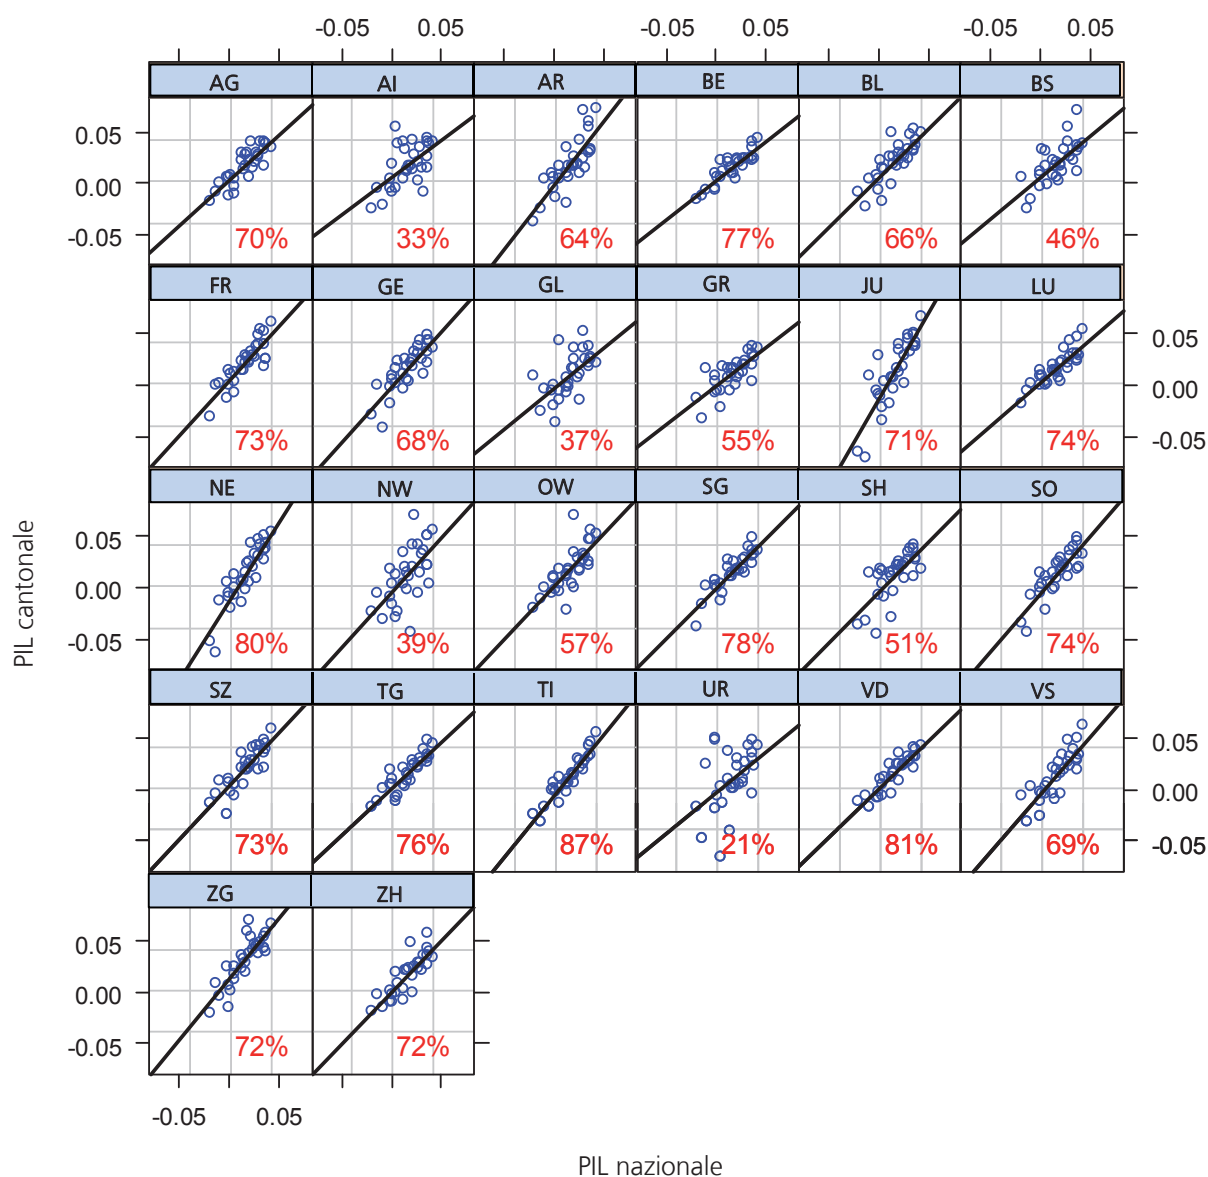 -0.05 0.05 -0.05 0.05 -0.05 0.05
AG AI AR BE BL BS
0.05
0.00
-0.05
70% 33% 64% 77% 66% 46%
FR GE GL GR JU LU
0.05
0.00
-0.05
73% 68% 37% 55% 71% 74%
NE NW OW SG SH SO
0.05
0.00
-0.05
80% 39% 57% 78% 51% 74%
SZ TG TI UR VD VS
0.05
0.00
-0.05
73% 76% 87% 21% 81% 69%
ZG ZH
0.05
0.00
-0.05
72% 72%
-0.05 0.05
PIL cantonale
PIL nazionale